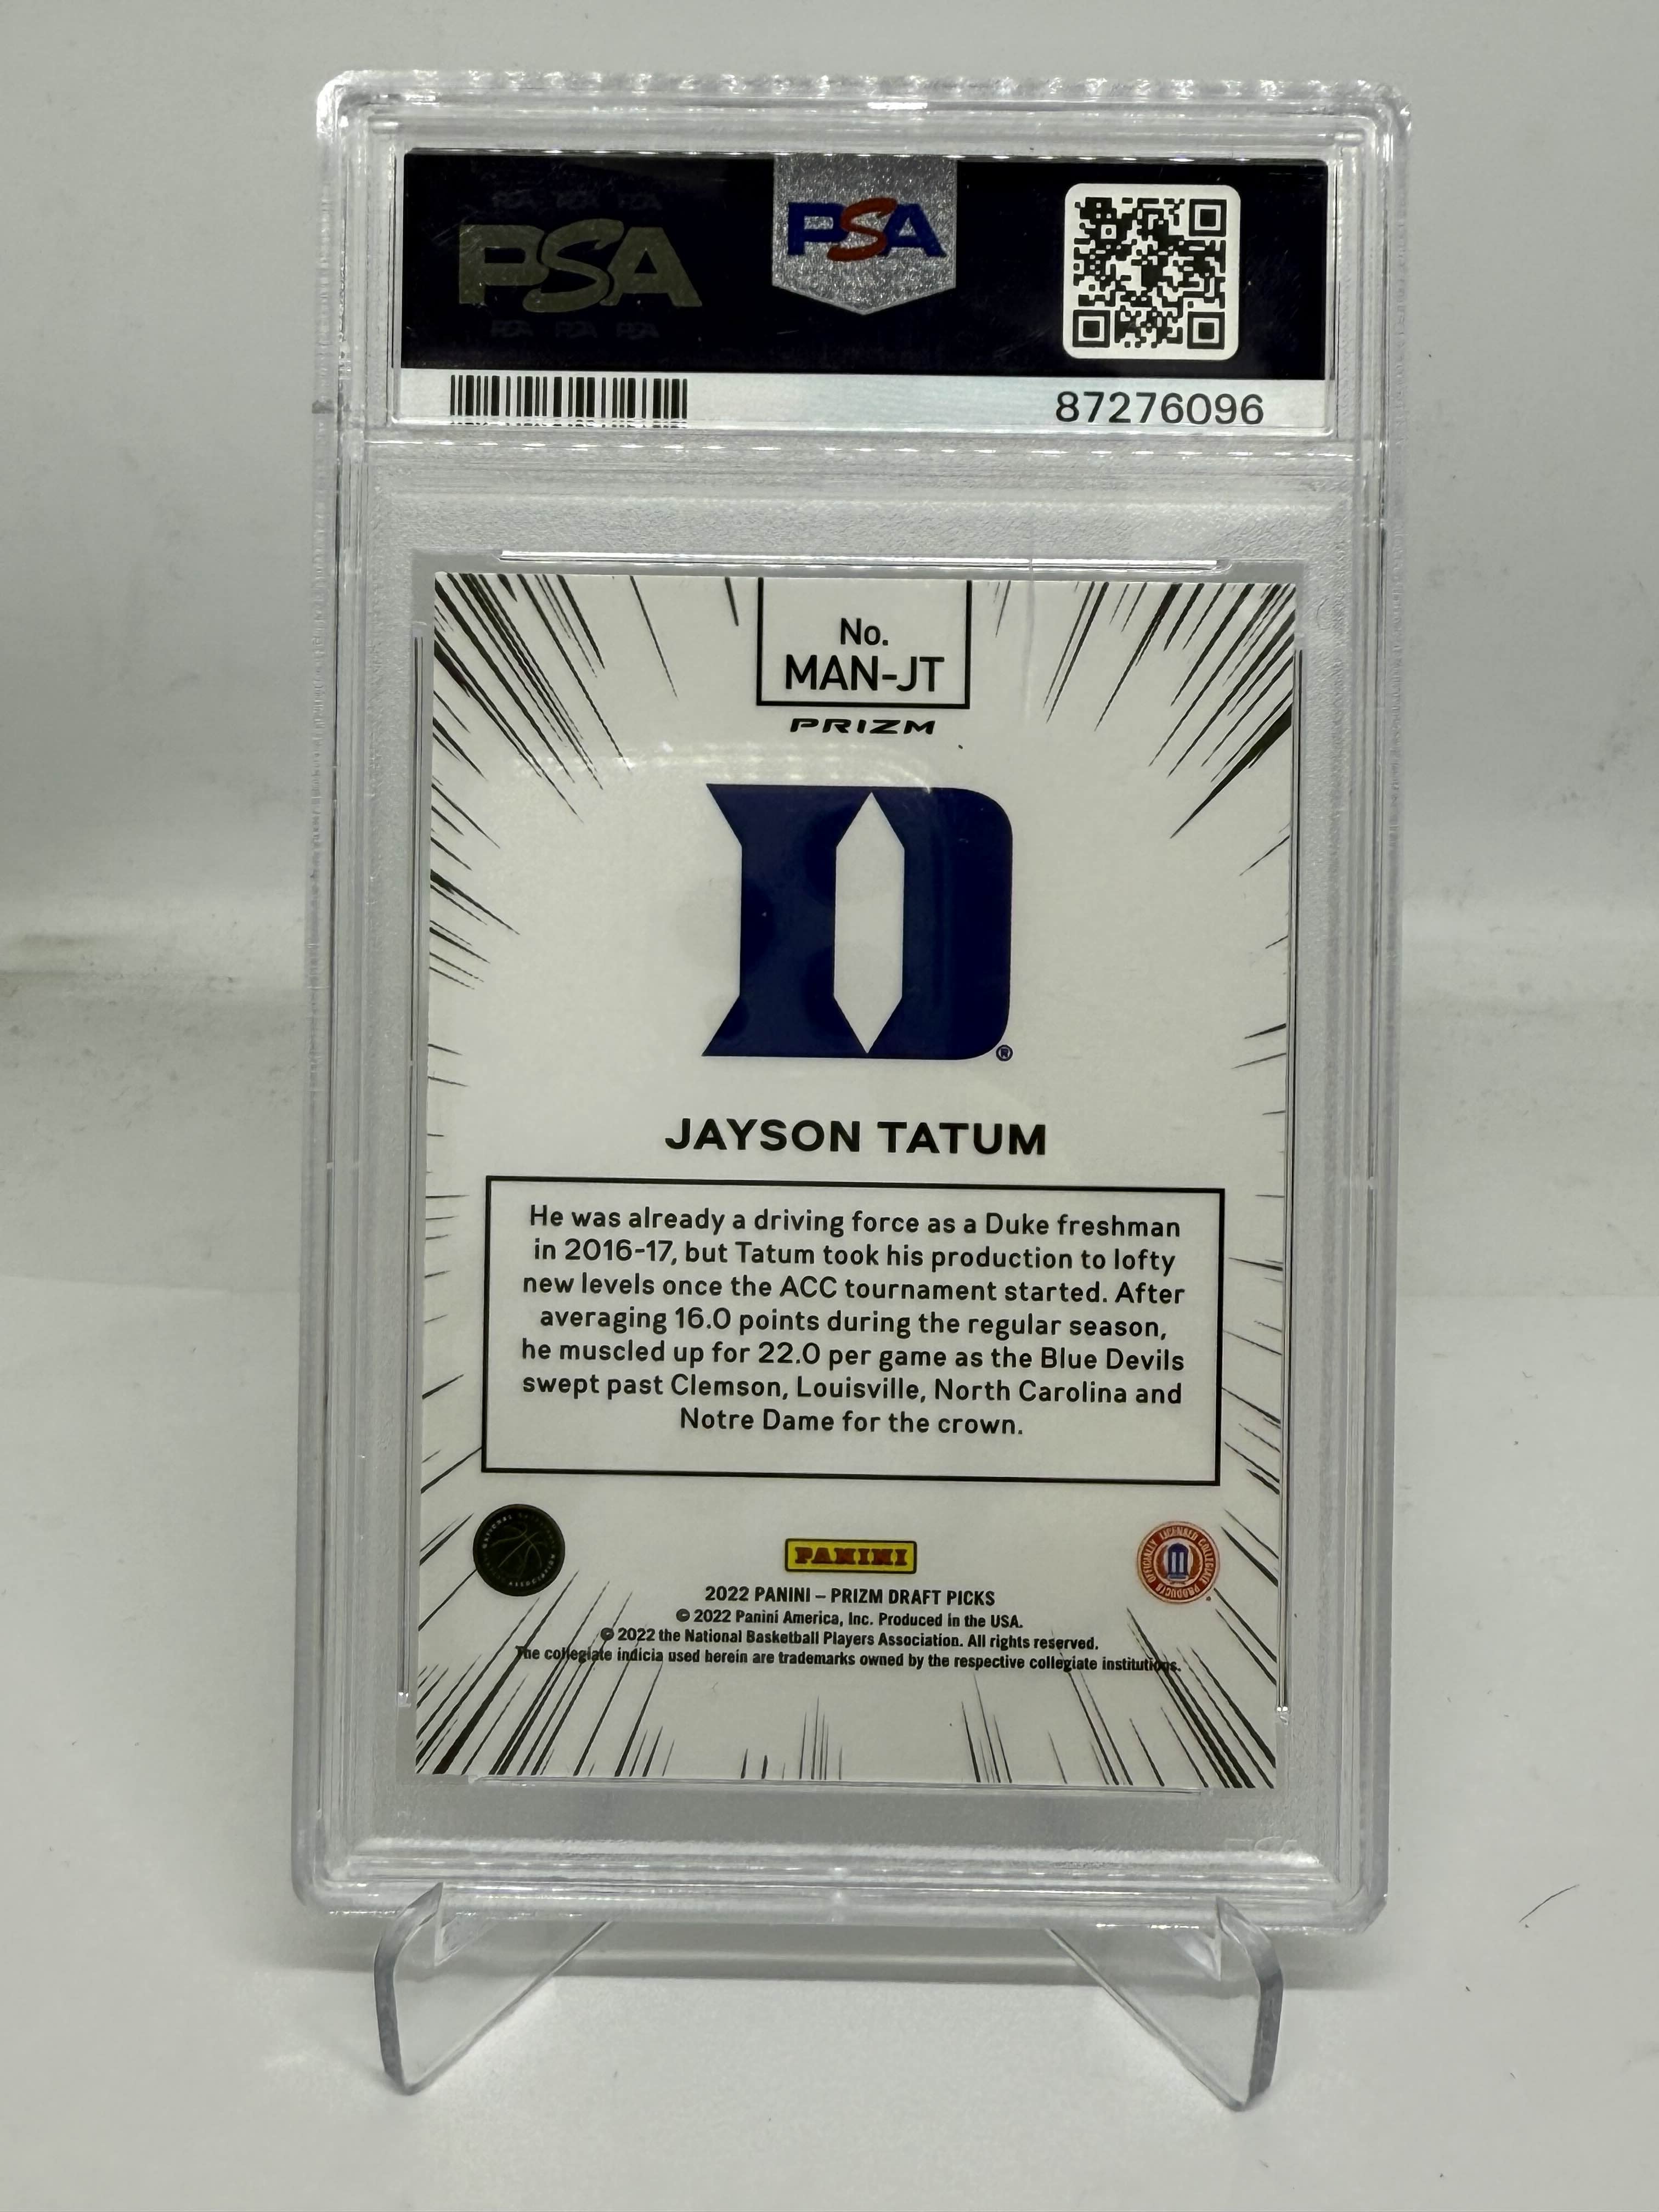 PSA
PSA
87276096
No.
MAN-JT
PRIZM
D
®
JAYSON TATUM
He was already a driving force as a Duke freshman
in 2016-17, but Tatum took his production to lofty
new levels once the ACC tournament started. After
averaging 16.0 points during the regular season,
he muscled up for 22.0 per game as the Blue Devils
swept past Clemson, Louisville, North Carolina and
Notre Dame for the crown.
PANINI
OFFICIALLY LICENSED COLLEGIATE PRODUCTS
2022 PANINI – PRIZM DRAFT PICKS
© 2022 Panini America, Inc. Produced in the USA.
© 2022 the National Basketball Players Association. All rights reserved.
The collegiate indicia used herein are trademarks owned by the respective collegiate institutions.